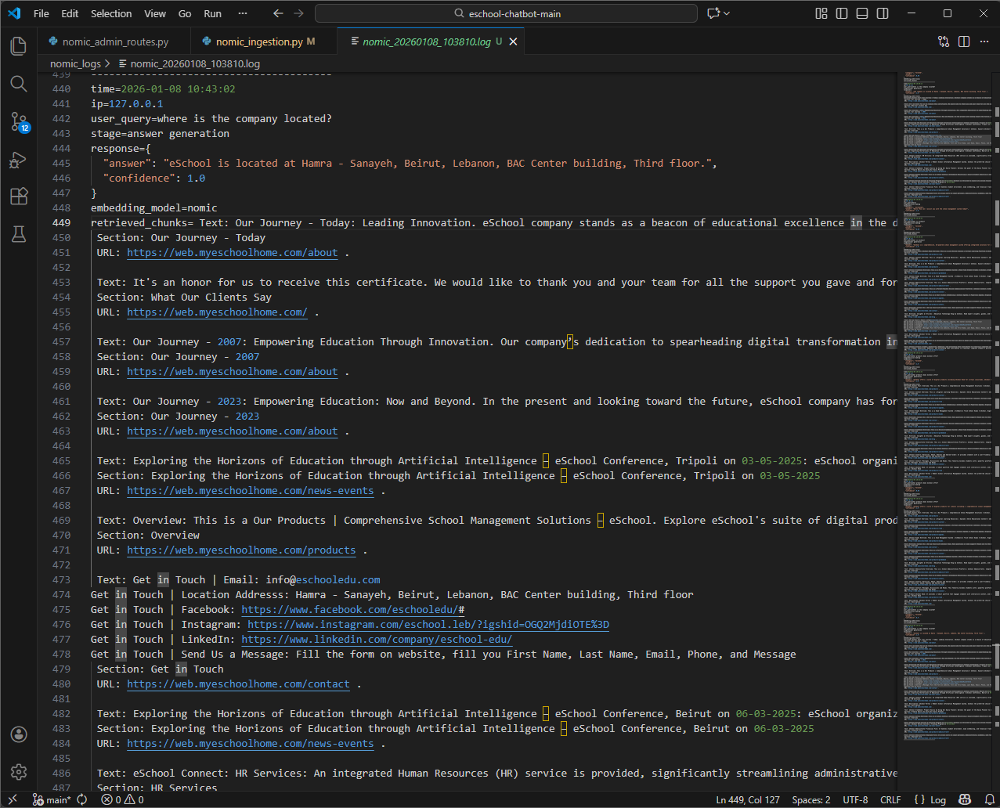 File Edit Selection View Go Run ··· eschool-chatbot-main
nomic_admin_routes.py nomic_ingestion.py M nomic_20260108_103810.log U
nomic_logs > nomic_20260108_103810.log
439 ----------------------------------------
440 time=2026-01-08 10:43:02
441 ip=127.0.0.1
442 user_query=where is the company located?
443 stage=answer generation
444 response={
445 "answer": "eSchool is located at Hamra - Sanayeh, Beirut, Lebanon, BAC Center building, Third floor.",
446 "confidence": 1.0
447 }
448 embedding_model=nomic
449 retrieved_chunks= Text: Our Journey - Today: Leading Innovation. eSchool company stands as a beacon of educational excellence in the d
450 Section: Our Journey - Today
451 URL: https://web.myeschoolhome.com/about .
452
453 Text: It's an honor for us to receive this certificate. We would like to thank you and your team for all the support you gave and for
454 Section: What Our Clients Say
455 URL: https://web.myeschoolhome.com/ .
456
457 Text: Our Journey - 2007: Empowering Education Through Innovation. Our company’s dedication to spearheading digital transformation in
458 Section: Our Journey - 2007
459 URL: https://web.myeschoolhome.com/about .
460
461 Text: Our Journey - 2023: Empowering Education: Now and Beyond. In the present and looking toward the future, eSchool company has for
462 Section: Our Journey - 2023
463 URL: https://web.myeschoolhome.com/about .
464
465 Text: Exploring the Horizons of Education through Artificial Intelligence – eSchool Conference, Tripoli on 03-05-2025: eSchool organi
466 Section: Exploring the Horizons of Education through Artificial Intelligence – eSchool Conference, Tripoli on 03-05-2025
467 URL: https://web.myeschoolhome.com/news-events .
468
469 Text: Overview: This is a Our Products | Comprehensive School Management Solutions – eSchool. Explore eSchool's suite of digital prod
470 Section: Overview
471 URL: https://web.myeschoolhome.com/products .
472
473 Text: Get in Touch | Email: info@eschooledu.com
474 Get in Touch | Location Addresss: Hamra - Sanayeh, Beirut, Lebanon, BAC Center building, Third floor
475 Get in Touch | Facebook: https://www.facebook.com/eschooledu/#
476 Get in Touch | Instagram: https://www.instagram.com/eschool.leb/?igshid=OGQ2MjdiOTE%3D
477 Get in Touch | LinkedIn: https://www.linkedin.com/company/eschool-edu/
478 Get in Touch | Send Us a Message: Fill the form on website, fill you First Name, Last Name, Email, Phone, and Message
479 Section: Get in Touch
480 URL: https://web.myeschoolhome.com/contact .
481
482 Text: Exploring the Horizons of Education through Artificial Intelligence – eSchool Conference, Beirut on 06-03-2025: eSchool organiz
483 Section: Exploring the Horizons of Education through Artificial Intelligence – eSchool Conference, Beirut on 06-03-2025
484 URL: https://web.myeschoolhome.com/news-events .
485
486 Text: eSchool Connect: HR Services: An integrated Human Resources (HR) service is provided, significantly streamlining administrative
487 Section: HR Services
12
main* 0 0 Ln 449, Col 127 Spaces: 2 UTF-8 CRLF { } Log